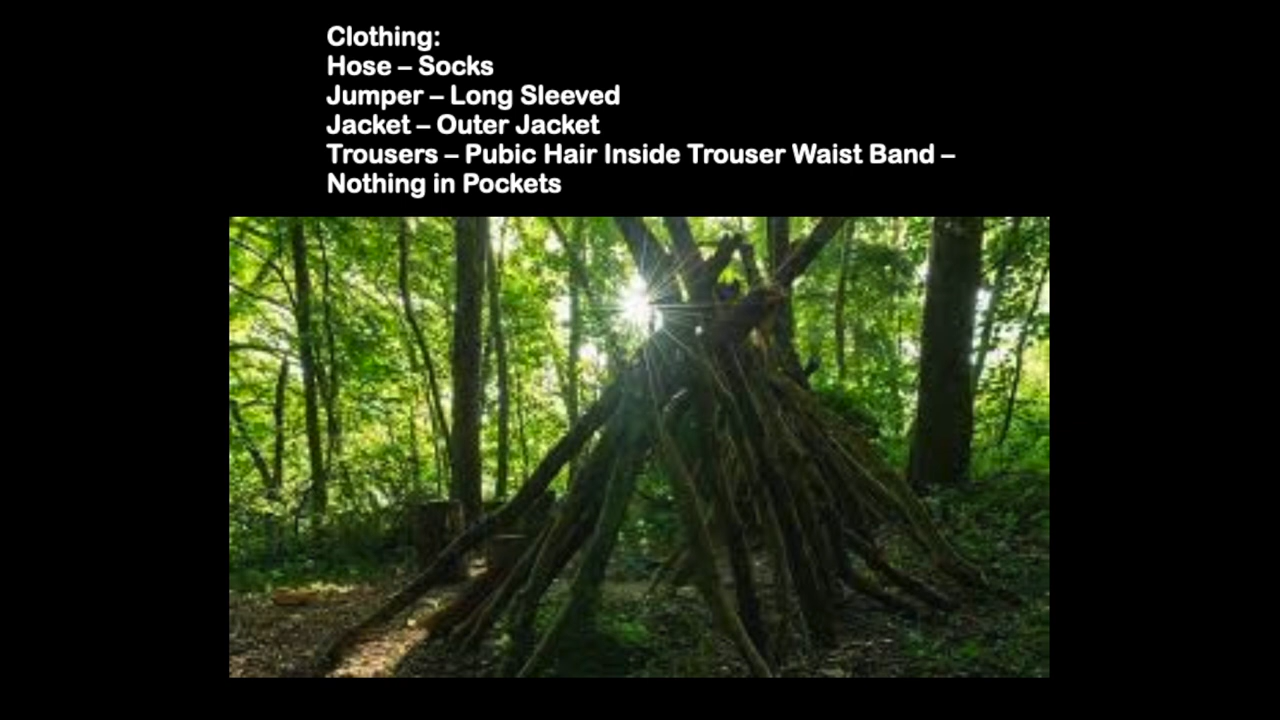 Clothing:
Hose – Socks
Jumper – Long Sleeved
Jacket – Outer Jacket
Trousers – Pubic Hair Inside Trouser Waist Band –
Nothing in Pockets